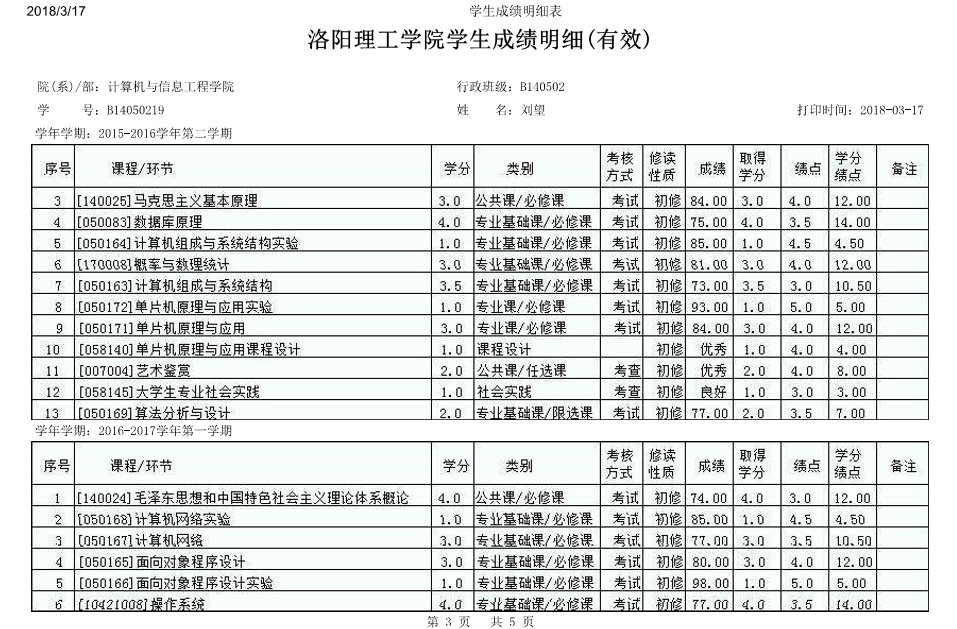 2018/3/17 学生成绩明细表
洛阳理工学院学生成绩明细(有效)
院(系)/部: 计算机与信息工程学院 行政班级: B140502
学 号: B14050219 姓 名: 刘望 打印时间: 2018-03-17
学年学期: 2015-2016学年第二学期
序号 课程/环节 学分 类别 考核方式 修读性质 成绩 取得学分 绩点 学分绩点 备注
3 [140025]马克思主义基本原理 3.0 公共课/必修课 考试 初修 84.00 3.0 4.0 12.00
4 [050083]数据库原理 4.0 专业基础课/必修课 考试 初修 75.00 4.0 3.5 14.00
5 [050164]计算机组成与系统结构实验 1.0 专业基础课/必修课 考试 初修 85.00 1.0 4.5 4.50
6 [170008]概率与数理统计 3.0 专业基础课/必修课 考试 初修 81.00 3.0 4.0 12.00
7 [050163]计算机组成与系统结构 3.5 专业基础课/必修课 考试 初修 73.00 3.5 3.0 10.50
8 [050172]单片机原理与应用实验 1.0 专业课/必修课 考试 初修 93.00 1.0 5.0 5.00
9 [050171]单片机原理与应用 3.0 专业课/必修课 考试 初修 84.00 3.0 4.0 12.00
10 [058140]单片机原理与应用课程设计 1.0 课程设计 初修 优秀 1.0 4.0 4.00
11 [007004]艺术鉴赏 2.0 公共课/任选课 考查 初修 优秀 2.0 4.0 8.00
12 [058145]大学生专业社会实践 1.0 社会实践 考查 初修 良好 1.0 3.0 3.00
13 [050169]算法分析与设计 2.0 专业基础课/限选课 考试 初修 77.00 2.0 3.5 7.00
学年学期: 2016-2017学年第一学期
序号 课程/环节 学分 类别 考核方式 修读性质 成绩 取得学分 绩点 学分绩点 备注
1 [140024]毛泽东思想和中国特色社会主义理论体系概论 4.0 公共课/必修课 考试 初修 74.00 4.0 3.0 12.00
2 [050168]计算机网络实验 1.0 专业基础课/必修课 考试 初修 85.00 1.0 4.5 4.50
3 [050167]计算机网络 3.0 专业基础课/必修课 考试 初修 77.00 3.0 3.5 10.50
4 [050165]面向对象程序设计 3.0 专业基础课/必修课 考试 初修 80.00 3.0 4.0 12.00
5 [050166]面向对象程序设计实验 1.0 专业基础课/必修课 考试 初修 98.00 1.0 5.0 5.00
6 [10421008]操作系统 4.0 专业基础课/必修课 考试 初修 77.00 4.0 3.5 14.00
第 3 页 共 5 页